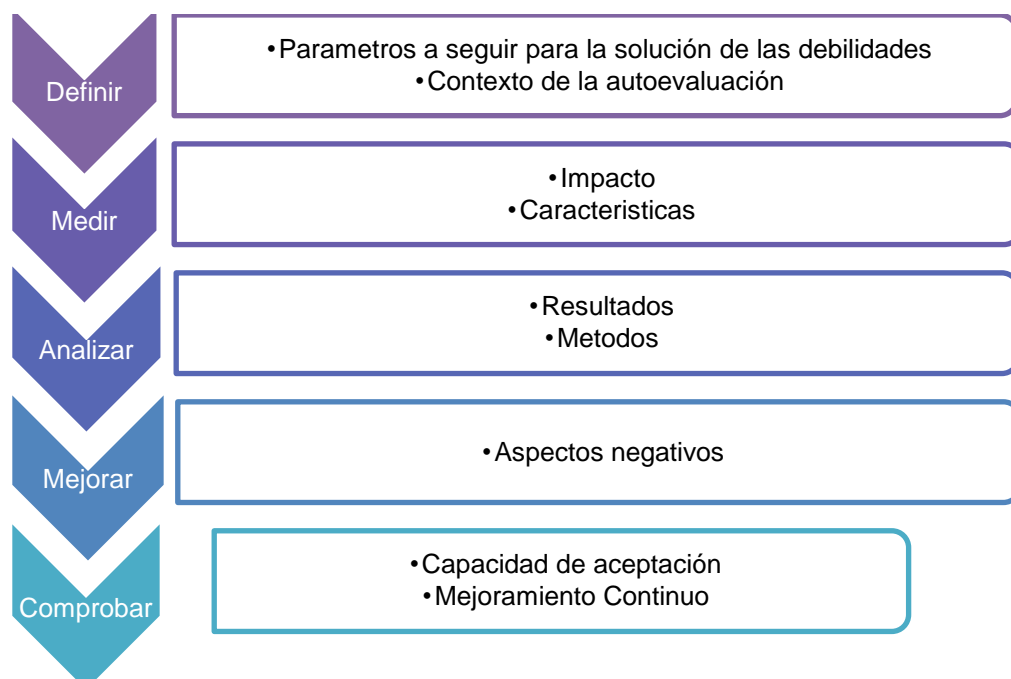 Definir
•Parametros a seguir para la solución de las debilidades
•Contexto de la autoevaluación
Medir
•Impacto
•Caracteristicas
Analizar
•Resultados
•Metodos
Mejorar
•Aspectos negativos
Comprobar
•Capacidad de aceptación
•Mejoramiento Continuo